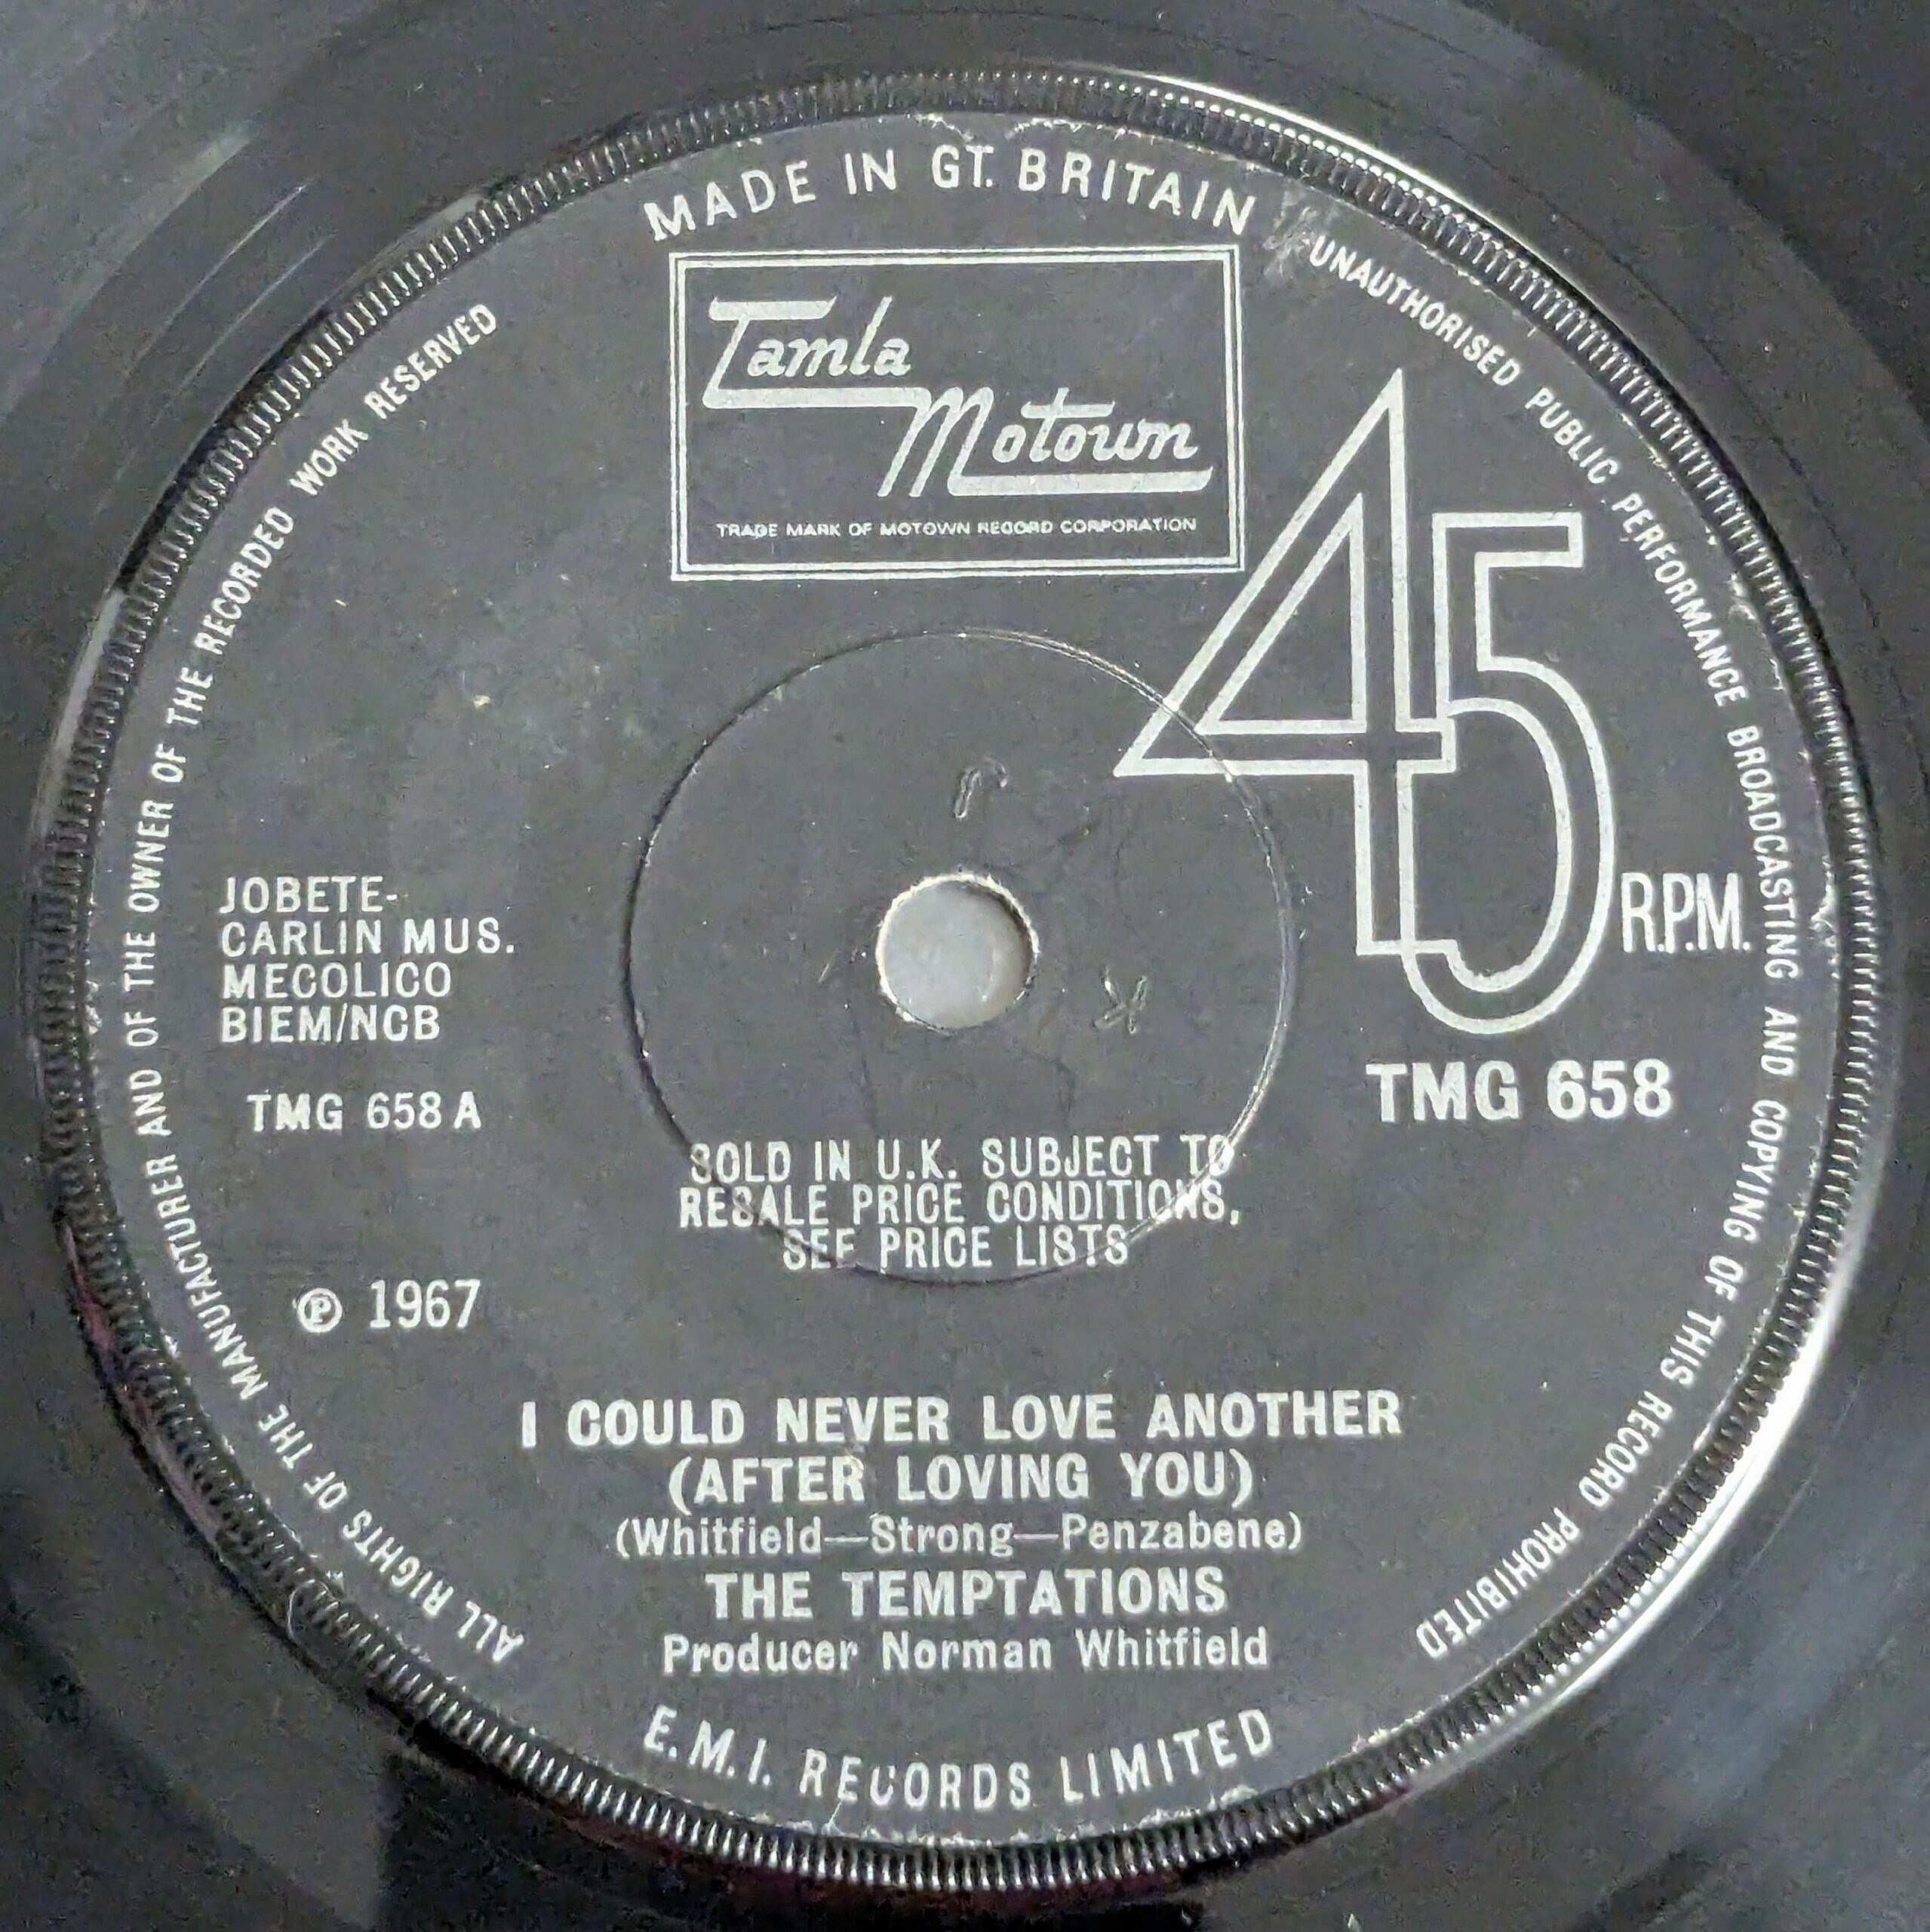 MADE IN GT. BRITAIN
Tamla
Motown
TRADE MARK OF MOTOWN RECORD CORPORATION
45
R.P.M.
TMG 658
JOBETE-
CARLIN MUS.
MECOLICO
BIEM/NCB
TMG 658 A
SOLD IN U.K. SUBJECT TO
RESALE PRICE CONDITIONS,
SEE PRICE LISTS
℗ 1967
I COULD NEVER LOVE ANOTHER
(AFTER LOVING YOU)
(Whitfield—Strong—Penzabene)
THE TEMPTATIONS
Producer Norman Whitfield
E.M.I. RECORDS LIMITED
ALL RIGHTS OF THE MANUFACTURER AND OF THE OWNER OF THE RECORDED WORK RESERVED
UNAUTHORISED PUBLIC PERFORMANCE BROADCASTING AND COPYING OF THIS RECORD PROHIBITED